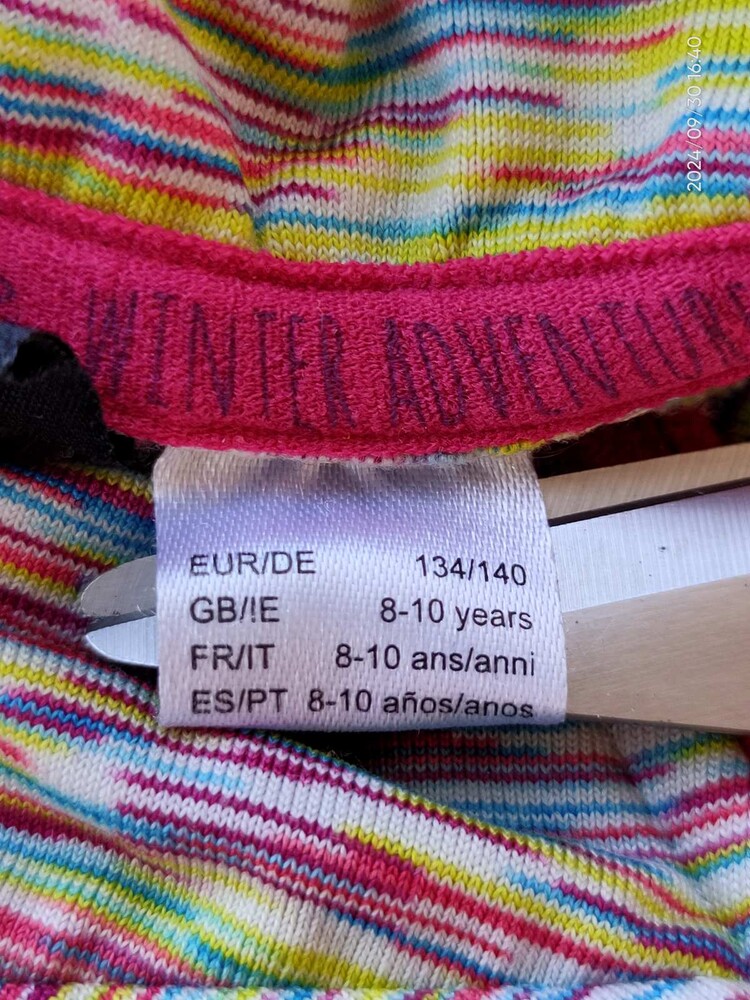 2024/09/30 16:40
WINTER ADVENTUR
EUR/DE 134/140
GB/IE 8-10 years
FR/IT 8-10 ans/anni
ES/PT 8-10 años/anos